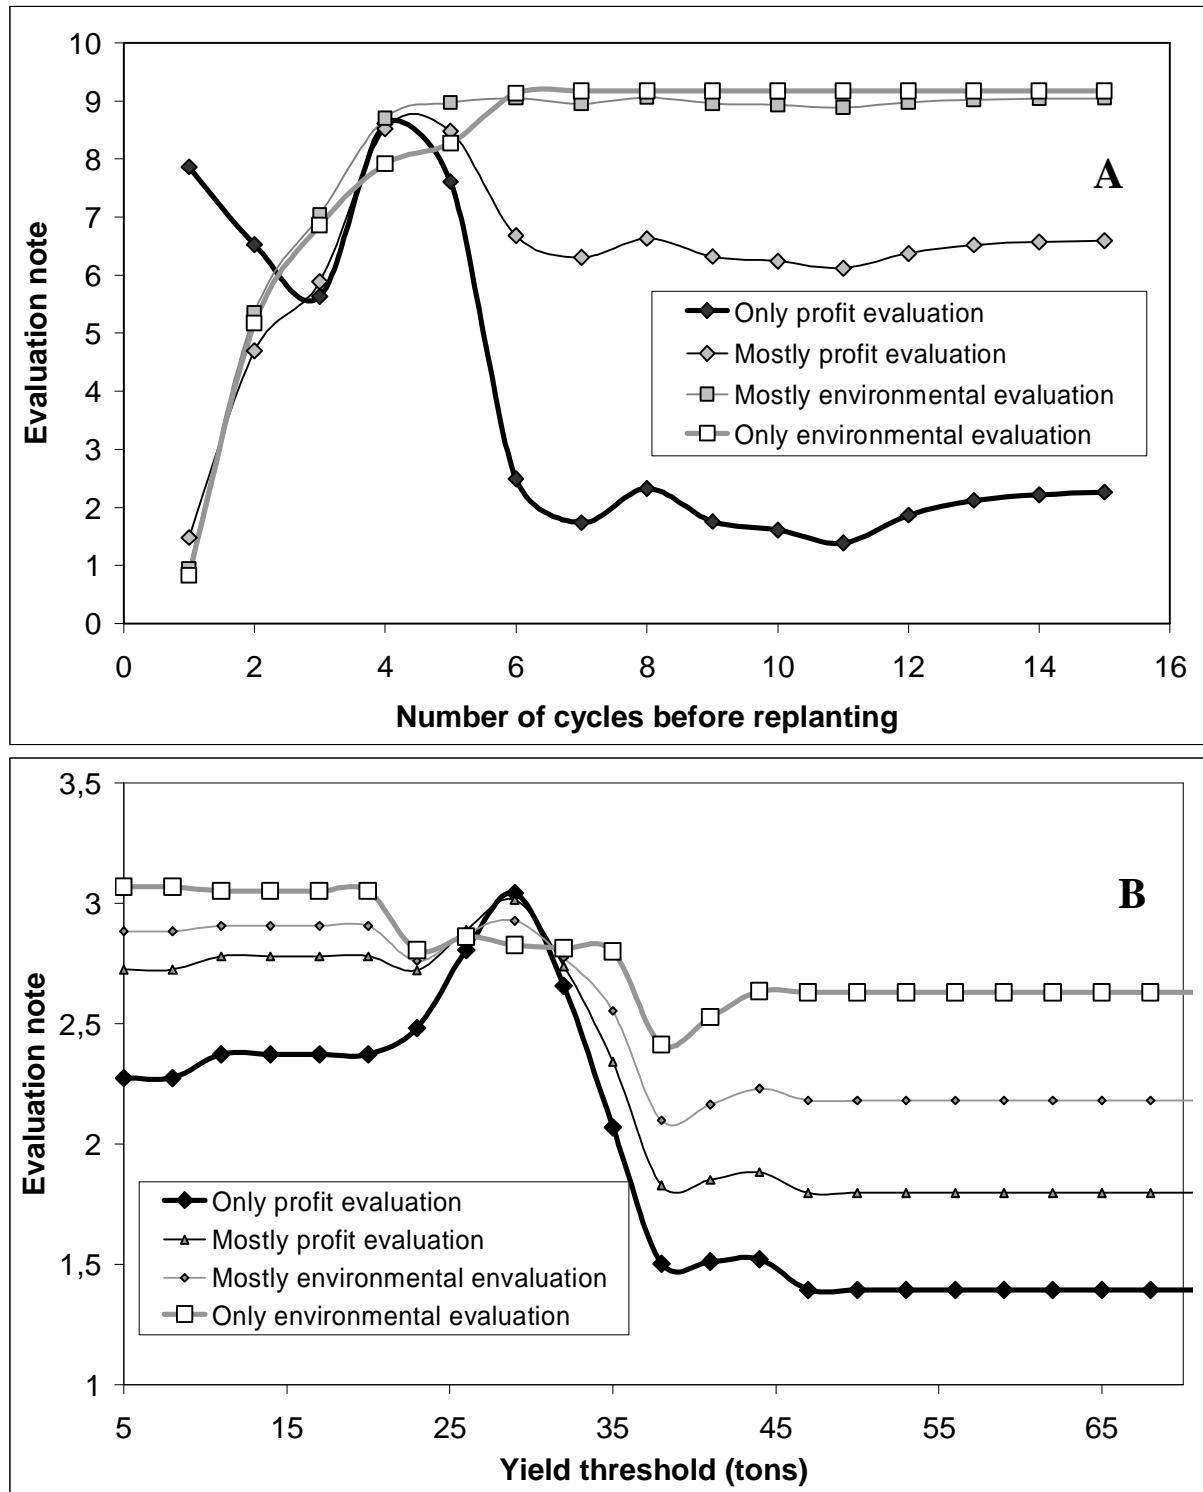 10
9
8
7
6
5
4
3
2
1
0
Evaluation note
A
Only profit evaluation
Mostly profit evaluation
Mostly environmental evaluation
Only environmental evaluation
0 2 4 6 8 10 12 14 16
Number of cycles before replanting
3,5
3
2,5
2
1,5
1
Evaluation note
B
Only profit evaluation
Mostly profit evaluation
Mostly environmental envaluation
Only environmental evaluation
5 15 25 35 45 55 65
Yield threshold (tons)